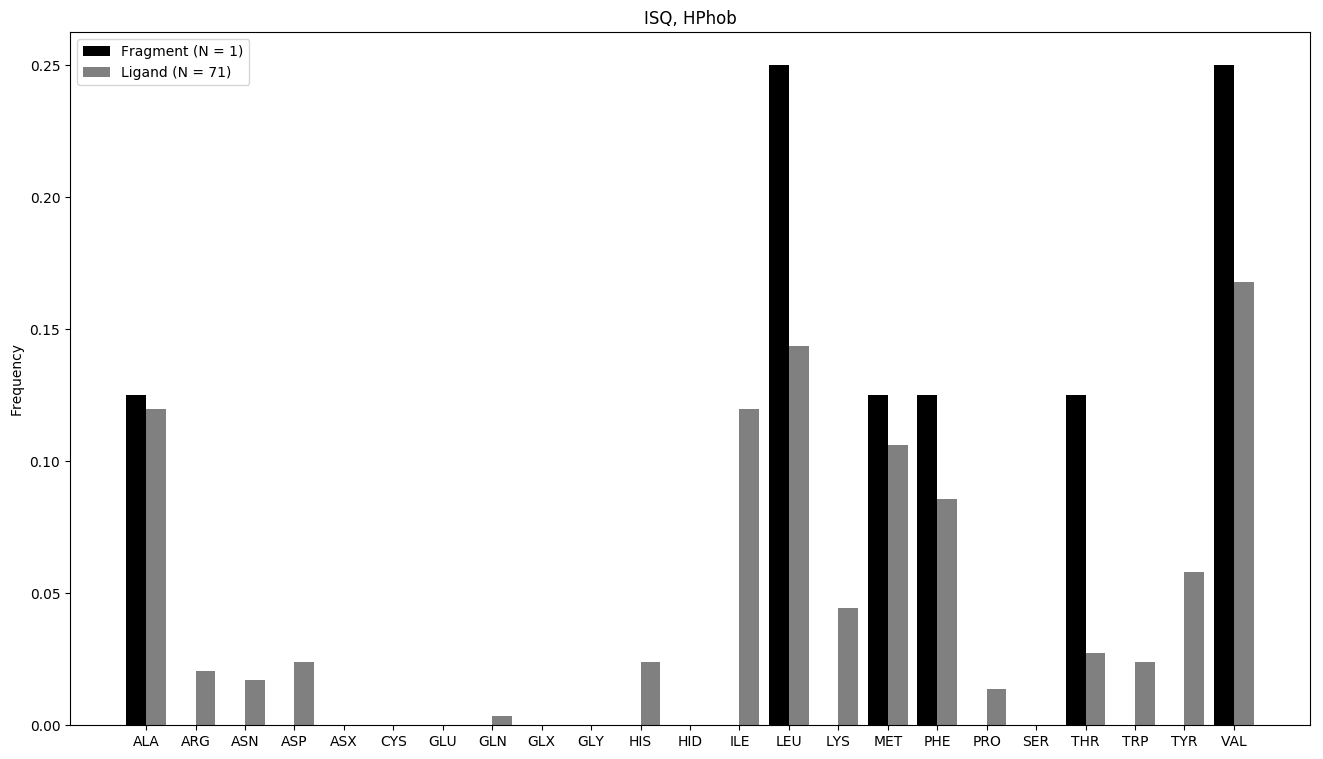 ISQ, HPhob
Fragment (N = 1)
Ligand (N = 71)
Frequency
0.25
0.20
0.15
0.10
0.05
0.00
ALA ARG ASN ASP ASX CYS GLU GLN GLX GLY HIS HID ILE LEU LYS MET PHE PRO SER THR TRP TYR VAL